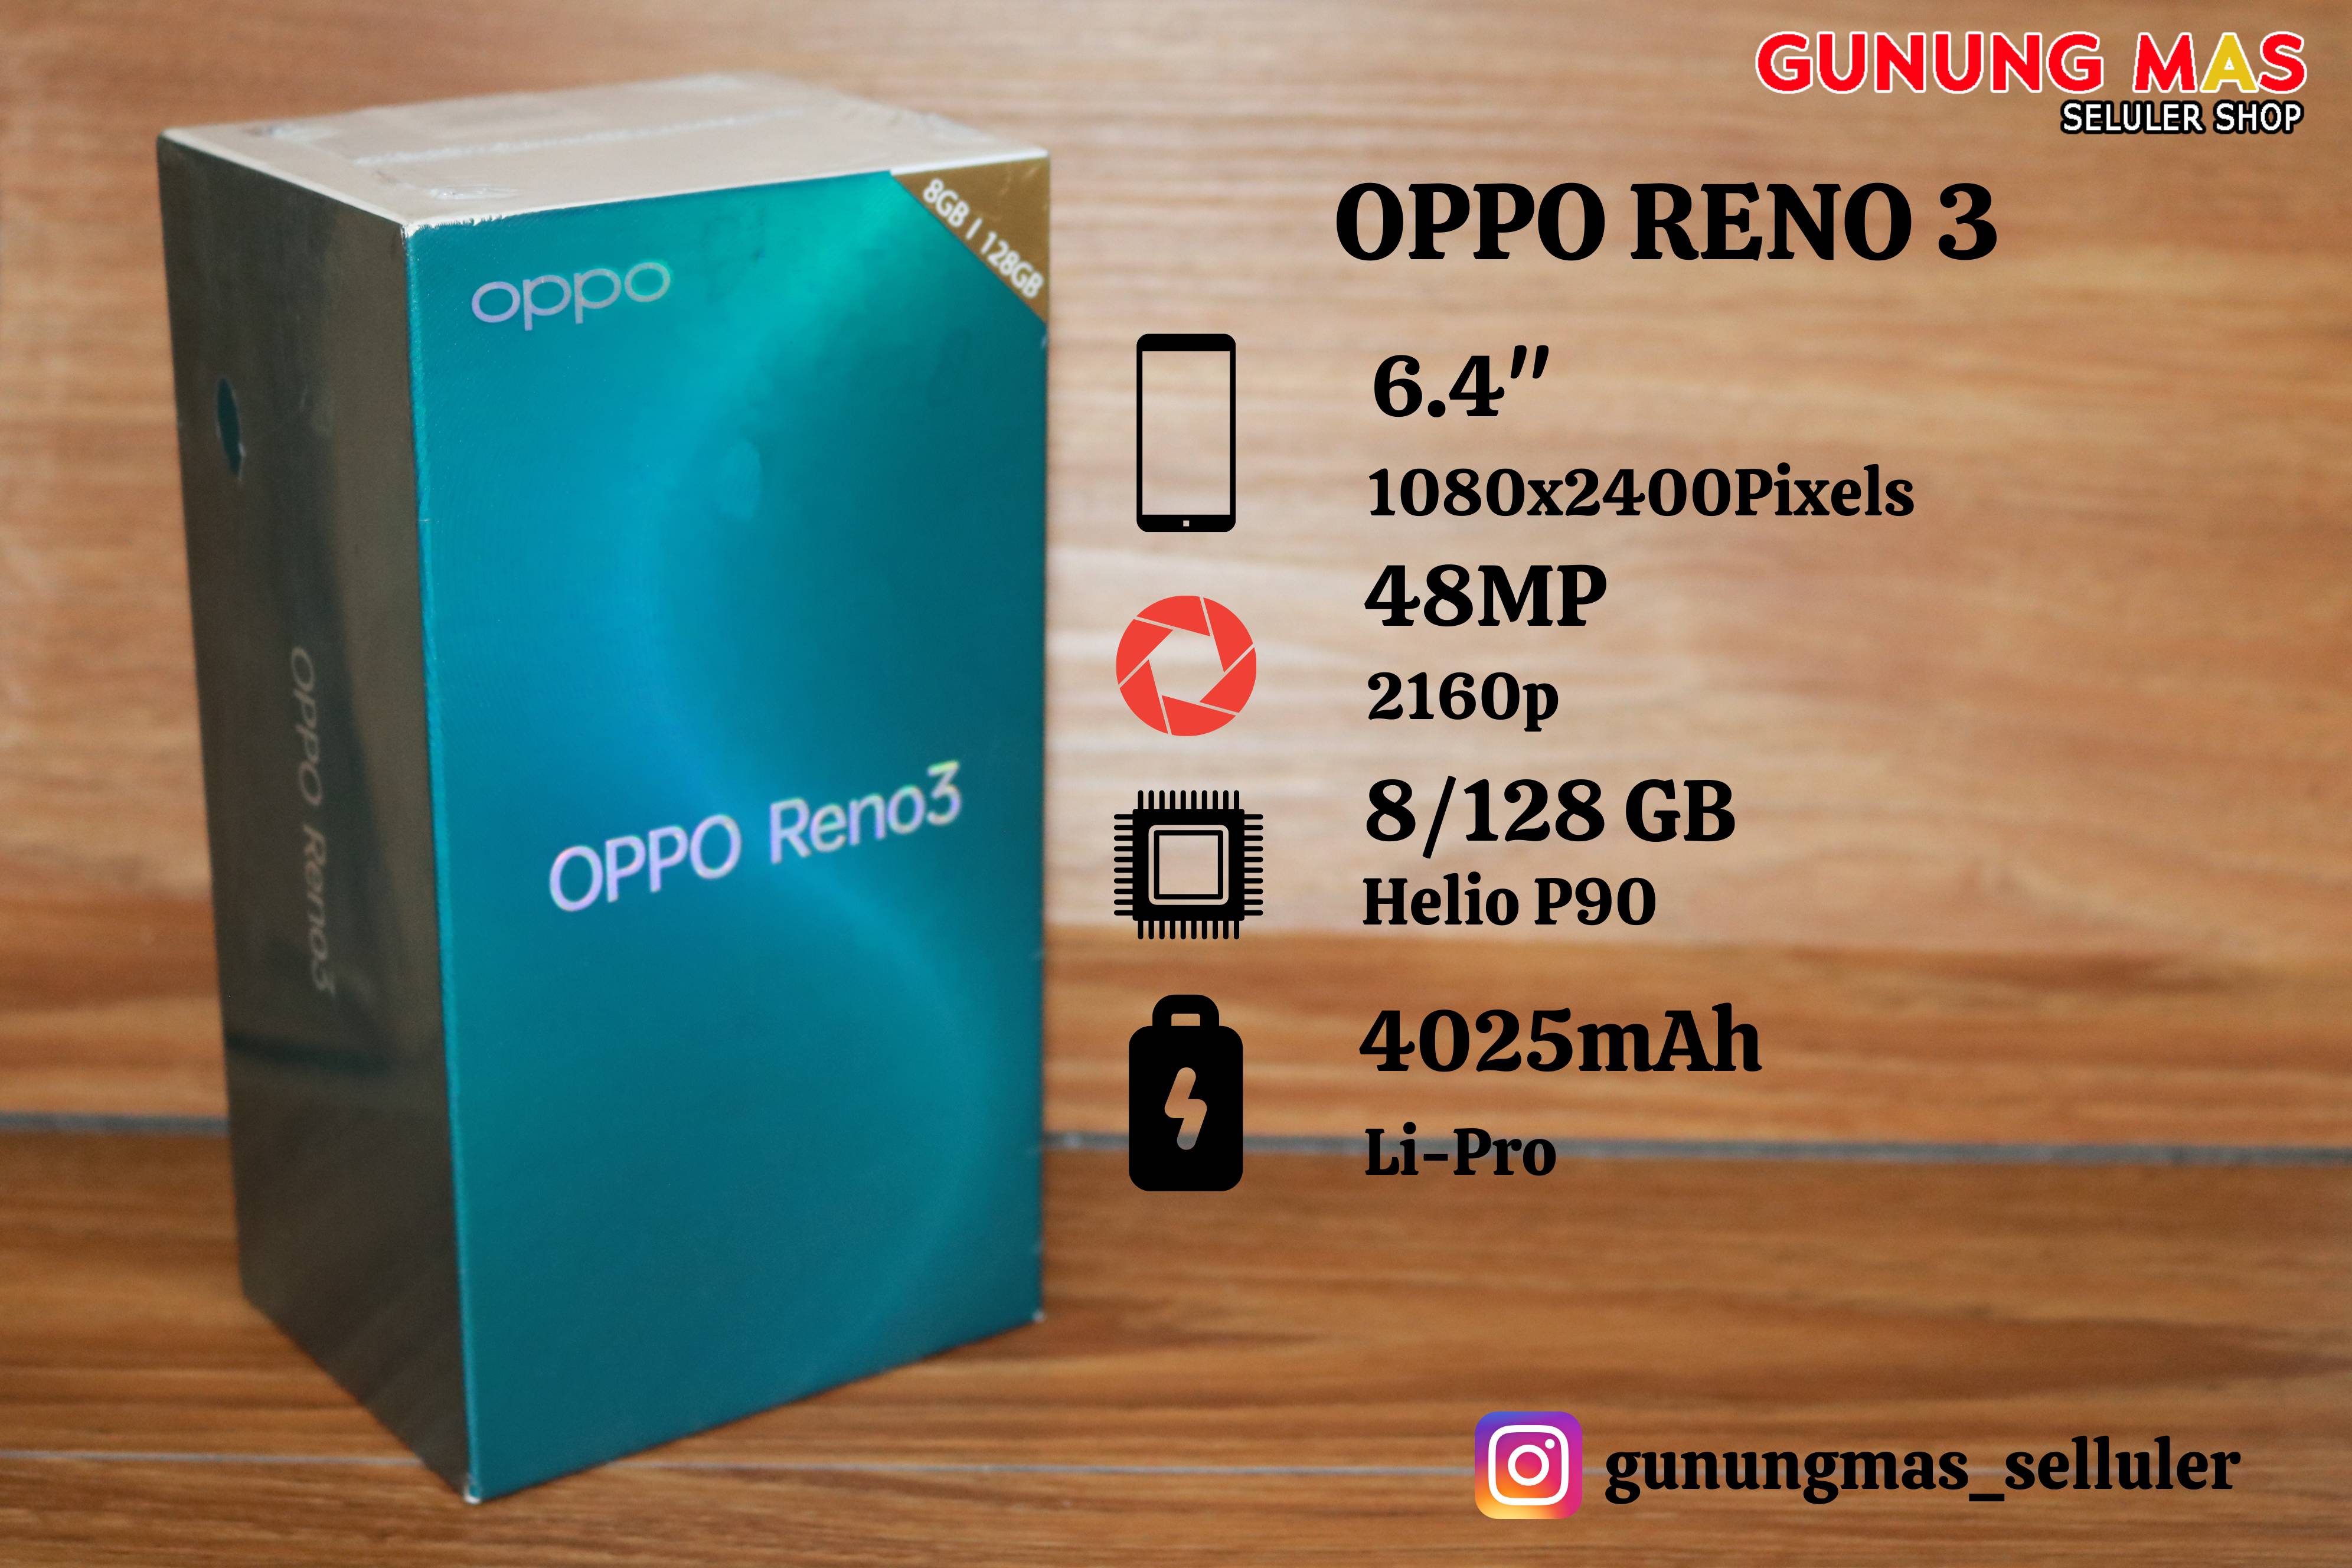 GUNUNG MAS
SELULER SHOP
oppo
8GB | 128GB
OPPO Reno3
OPPO Reno3
OPPO RENO 3
6.4"
1080x2400Pixels
48MP
2160p
8/128 GB
Helio P90
4025mAh
Li-Pro
gunungmas_selluler